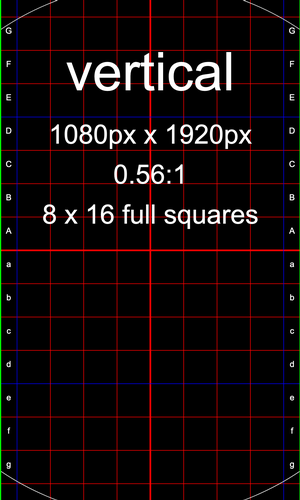 G G
F F
vertical
E E
D D
1080px x 1920px
C C
0.56:1
B B
8 x 16 full squares
A A
a a
b b
c c
d d
e e
f f
g g